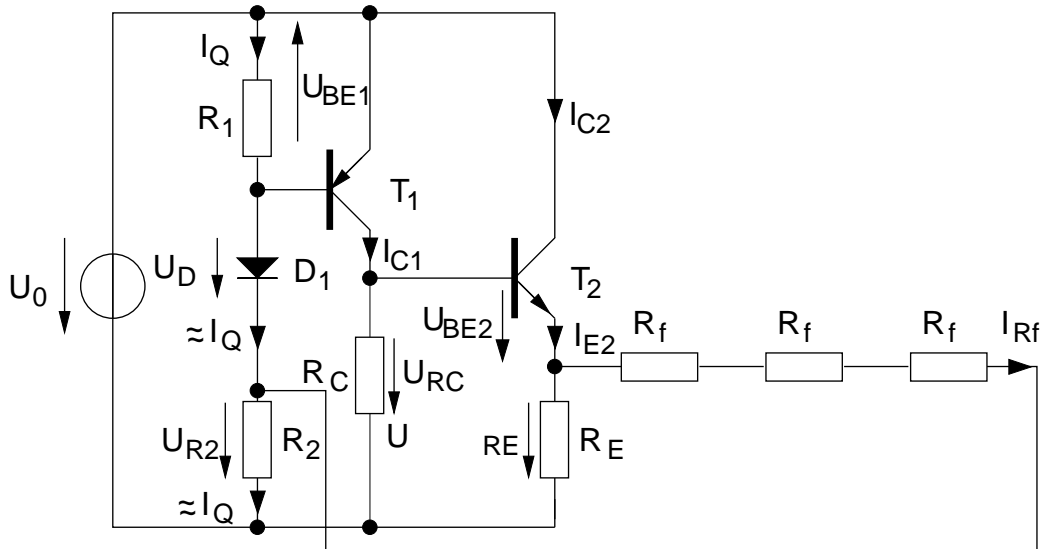 I_Q
U_BE1
R_1
I_C2
T_1
U_0
U_D
D_1
I_C1
T_2
≈I_Q
U_BE2
I_E2
R_f
R_f
R_f
I_Rf
R_C
U_RC
U_R2
R_2
U
RE
R_E
≈I_Q